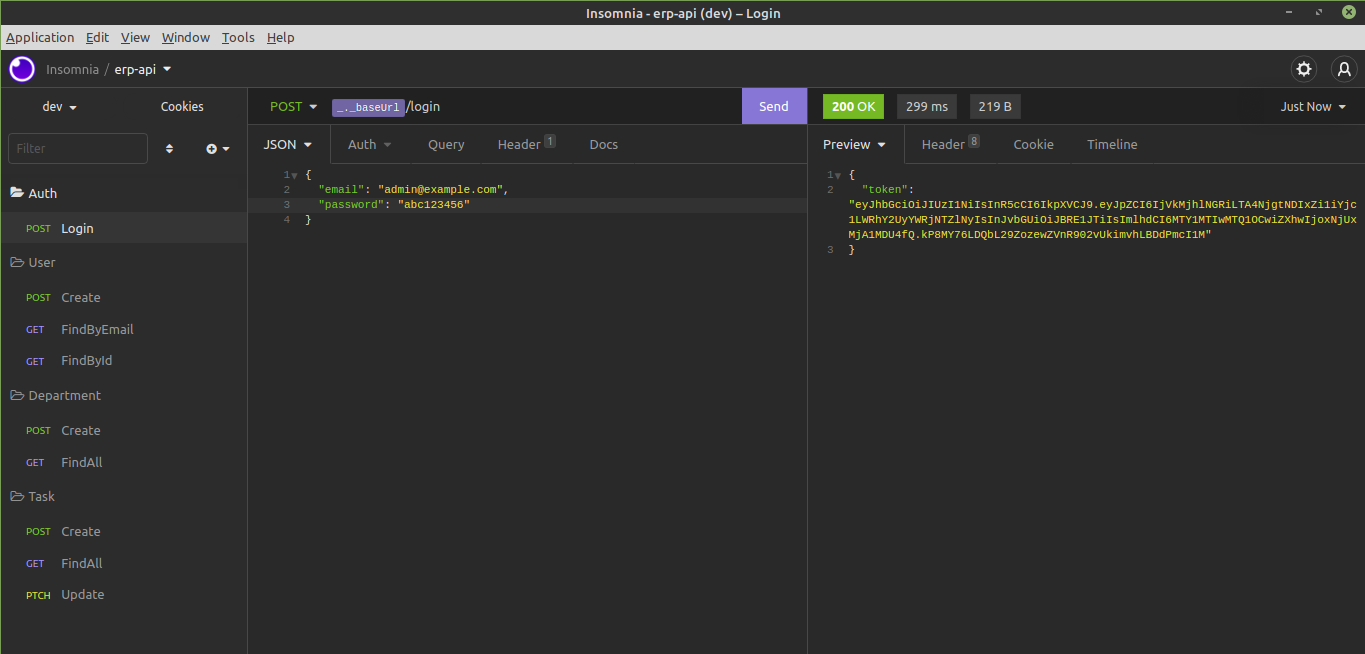 Insomnia - erp-api (dev) – Login
Application Edit View Window Tools Help
Insomnia / erp-api
dev Cookies
POST _._baseUrl /login Send
200 OK 299 ms 219 B Just Now
Filter
JSON Auth Query Header 1 Docs
Preview Header 8 Cookie Timeline
Auth
POST Login
User
POST Create
GET FindByEmail
GET FindById
Department
POST Create
GET FindAll
Task
POST Create
GET FindAll
PTCH Update
1 {
2 "email": "admin@example.com",
3 "password": "abc123456"
4 }
1 {
2 "token":
"eyJhbGciOiJIUzI1NiIsInR5cCI6IkpXVCJ9.eyJpZCI6IjVkMjhlNGRiLTA4NjgtNDIxZi1iYjc
1LWRhY2UyYWRjNTZlNyIsInJvbGUiOiJBRE1JTiIsImlhdCI6MTY1MTIwMTQ1OCwiZXhwIjoxNjUx
MjA1MDU4fQ.kP8MY76LDQbL29ZozewZVnR902vUkimvhLBDdPmcI1M"
3 }